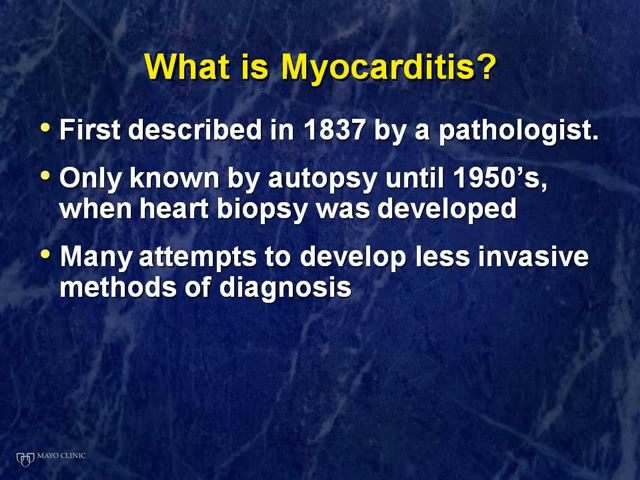 What is Myocarditis?
• First described in 1837 by a pathologist.
• Only known by autopsy until 1950's,
when heart biopsy was developed
• Many attempts to develop less invasive
methods of diagnosis
MAYO CLINIC